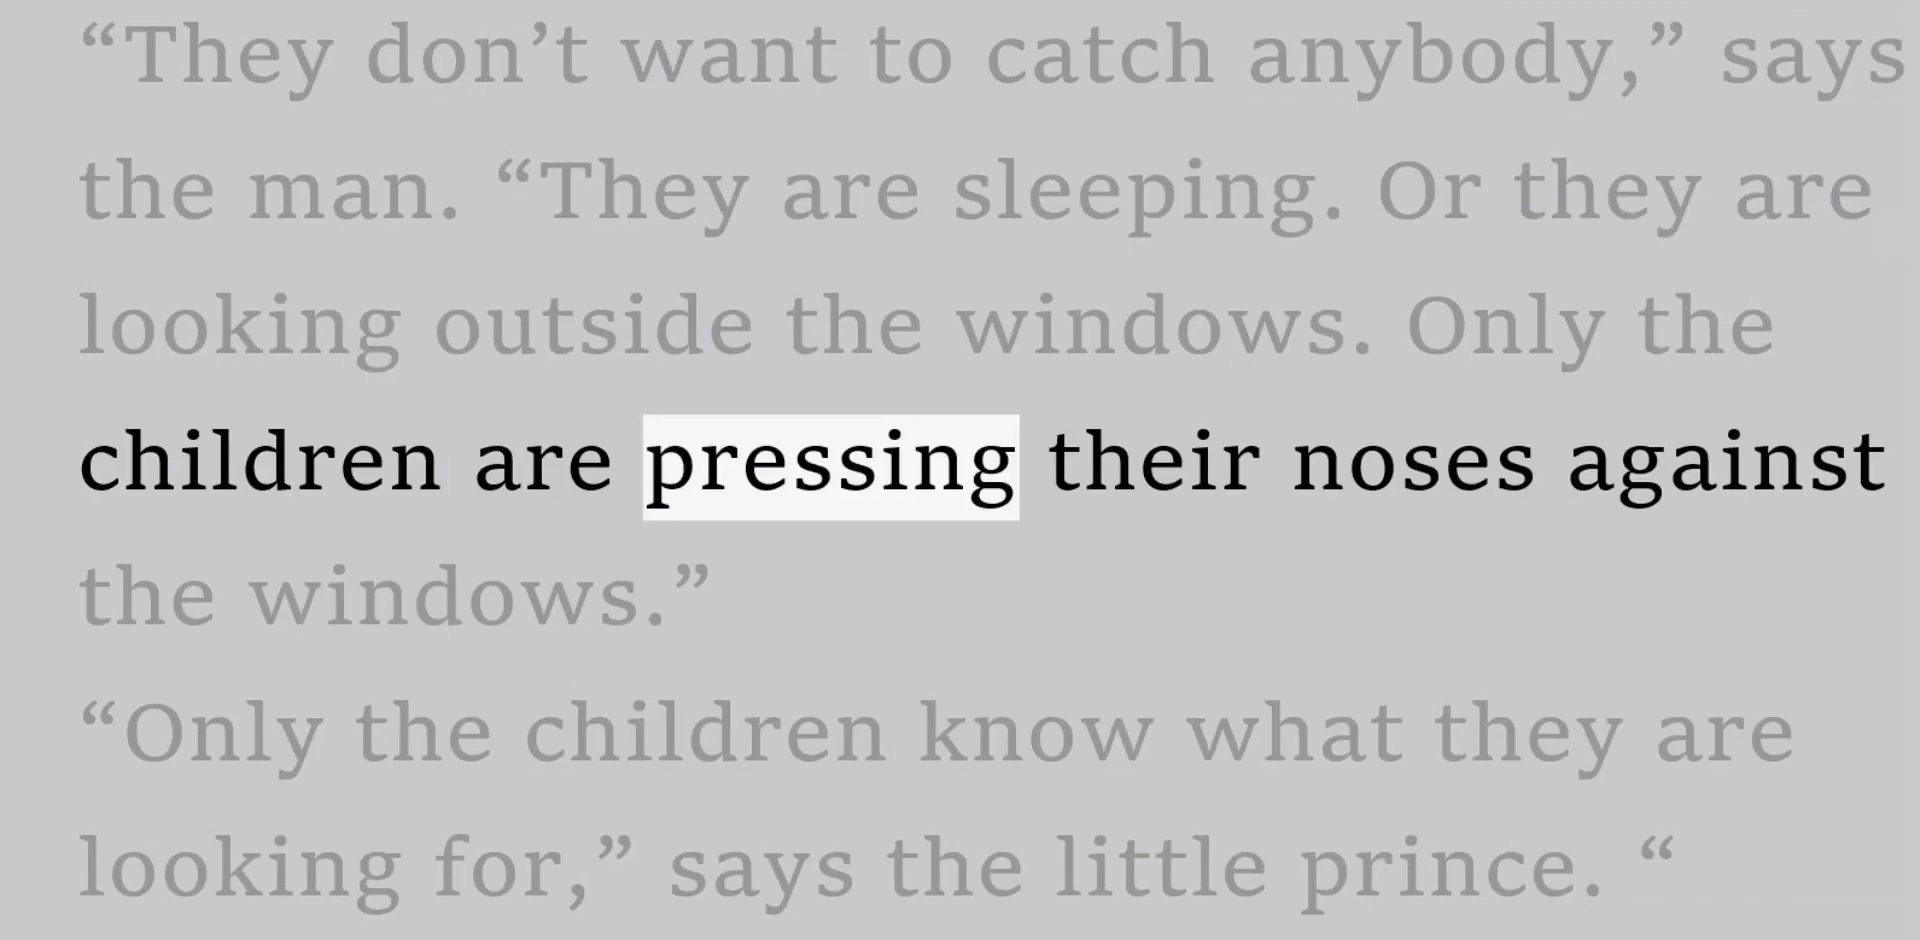 “They don’t want to catch anybody,” says
the man. “They are sleeping. Or they are
looking outside the windows. Only the
children are pressing their noses against
the windows.”
“Only the children know what they are
looking for,” says the little prince. “